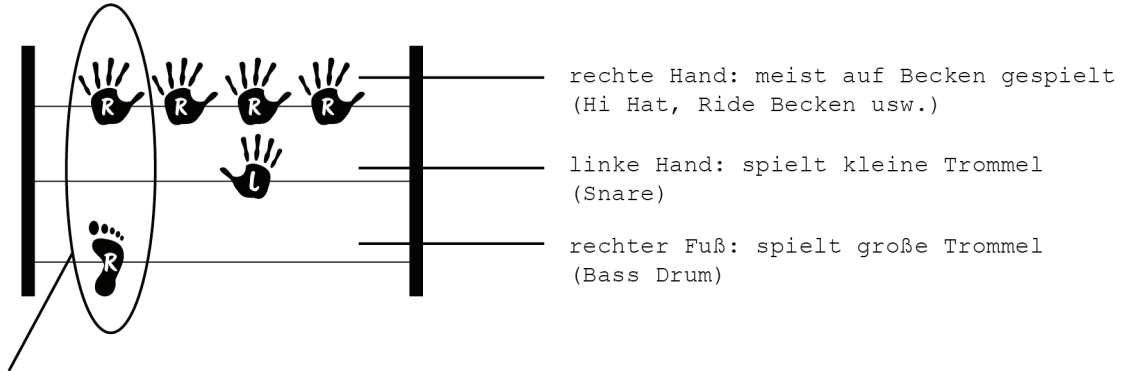 R R R R
rechte Hand: meist auf Becken gespielt
(Hi Hat, Ride Becken usw.)
L
linke Hand: spielt kleine Trommel
(Snare)
R
rechter Fuß: spielt große Trommel
(Bass Drum)